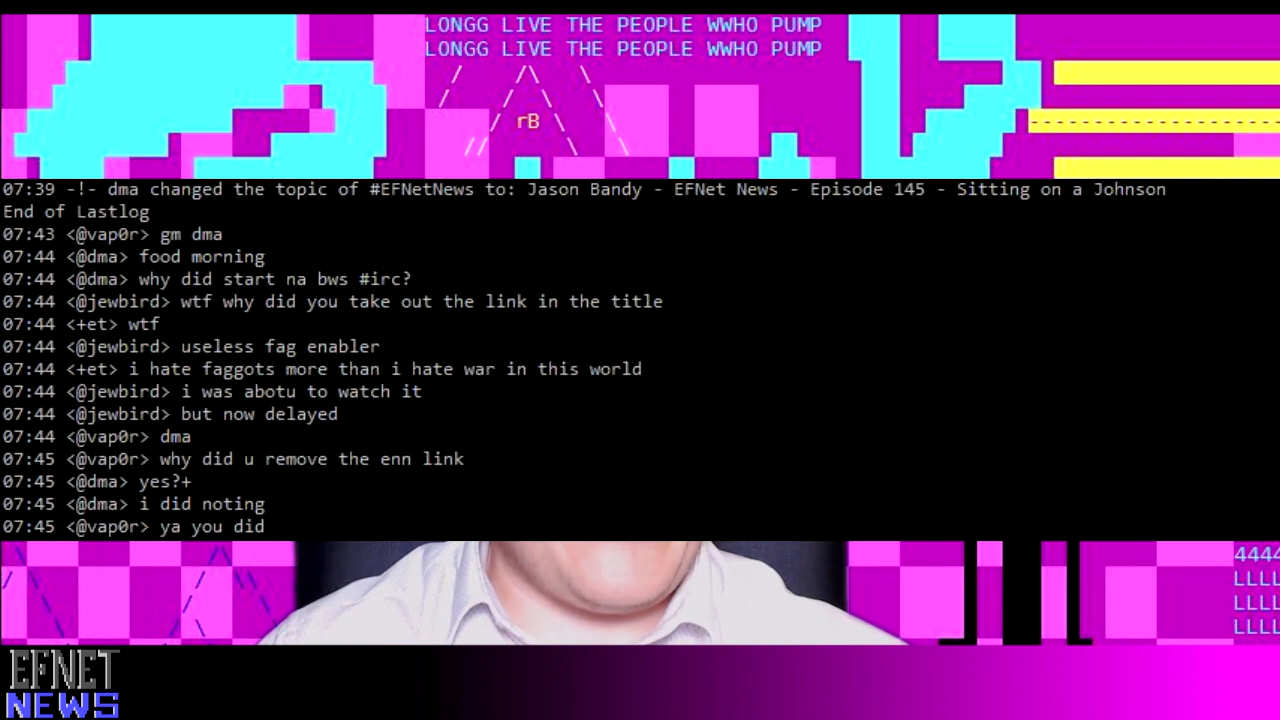 LONGG LIVE THE PEOPLE WWHO PUMP
LONGG LIVE THE PEOPLE WWHO PUMP
rB
07:39 -!- dma changed the topic of #EFNetNews to: Jason Bandy - EFNet News - Episode 145 - Sitting on a Johnson
End of Lastlog
07:43 <@vap0r> gm dma
07:44 <@dma> food morning
07:44 <@dma> why did start na bws #irc?
07:44 <@jewbird> wtf why did you take out the link in the title
07:44 <+et> wtf
07:44 <@jewbird> useless fag enabler
07:44 <+et> i hate faggots more than i hate war in this world
07:44 <@jewbird> i was abotu to watch it
07:44 <@jewbird> but now delayed
07:44 <@vap0r> dma
07:45 <@vap0r> why did u remove the enn link
07:45 <@dma> yes?+
07:45 <@dma> i did noting
07:45 <@vap0r> ya you did
4444
LLLL
LLLL
LLLL
EFNET
NEWS